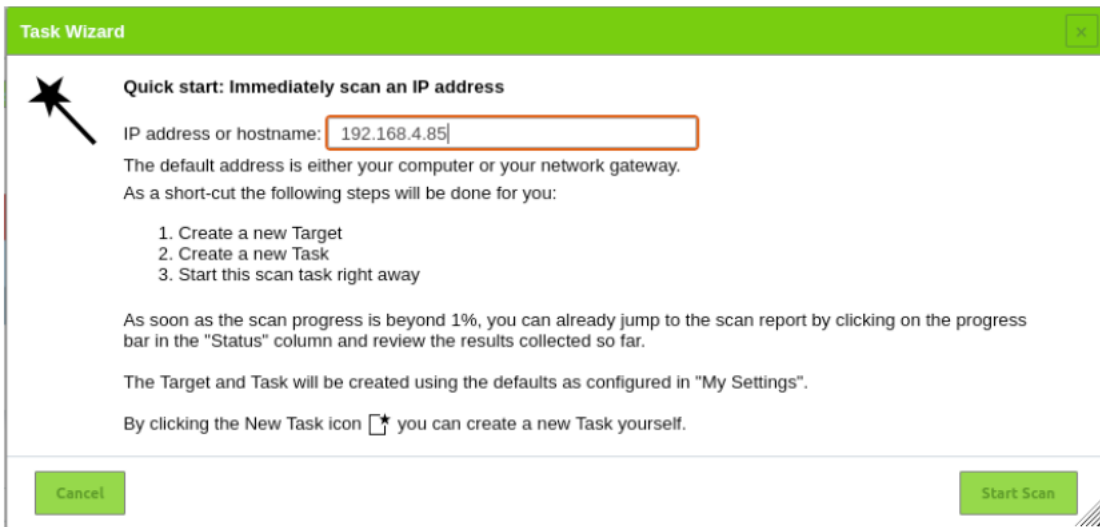 Task Wizard
×
Quick start: Immediately scan an IP address
IP address or hostname: 192.168.4.85
The default address is either your computer or your network gateway.
As a short-cut the following steps will be done for you:
1. Create a new Target
2. Create a new Task
3. Start this scan task right away
As soon as the scan progress is beyond 1%, you can already jump to the scan report by clicking on the progress
bar in the "Status" column and review the results collected so far.
The Target and Task will be created using the defaults as configured in "My Settings".
By clicking the New Task icon you can create a new Task yourself.
Cancel
Start Scan